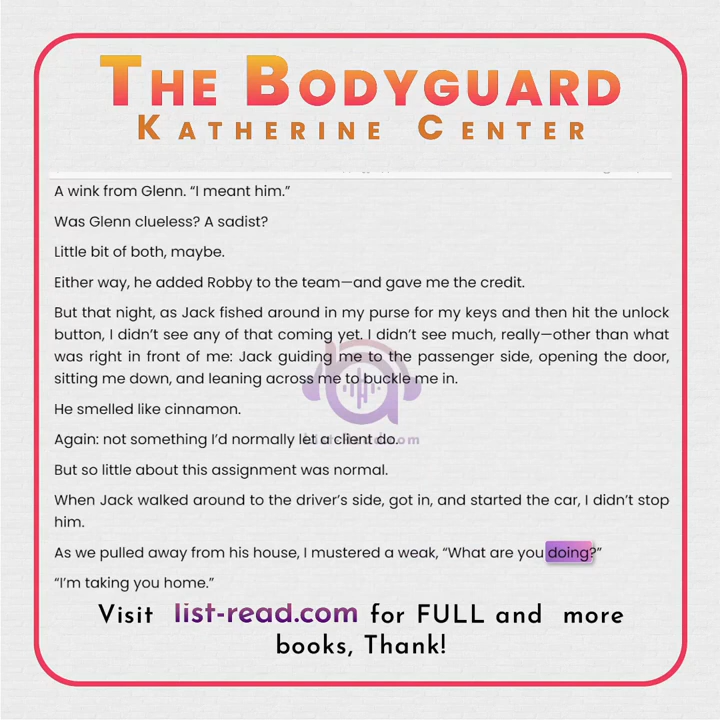 THE BODYGUARD
KATHERINE CENTER
A wink from Glenn. “I meant him.”
Was Glenn clueless? A sadist?
Little bit of both, maybe.
Either way, he added Robby to the team—and gave me the credit.
But that night, as Jack fished around in my purse for my keys and then hit the unlock
button, I didn’t see any of that coming yet. I didn’t see much, really—other than what
was right in front of me: Jack guiding me to the passenger side, opening the door,
sitting me down, and leaning across me to buckle me in.
He smelled like cinnamon.
Again: not something I’d normally let a client do.
But so little about this assignment was normal.
When Jack walked around to the driver’s side, got in, and started the car, I didn’t stop
him.
As we pulled away from his house, I mustered a weak, “What are you doing?”
“I’m taking you home.”
Visit list-read.com for FULL and more
books, Thank!